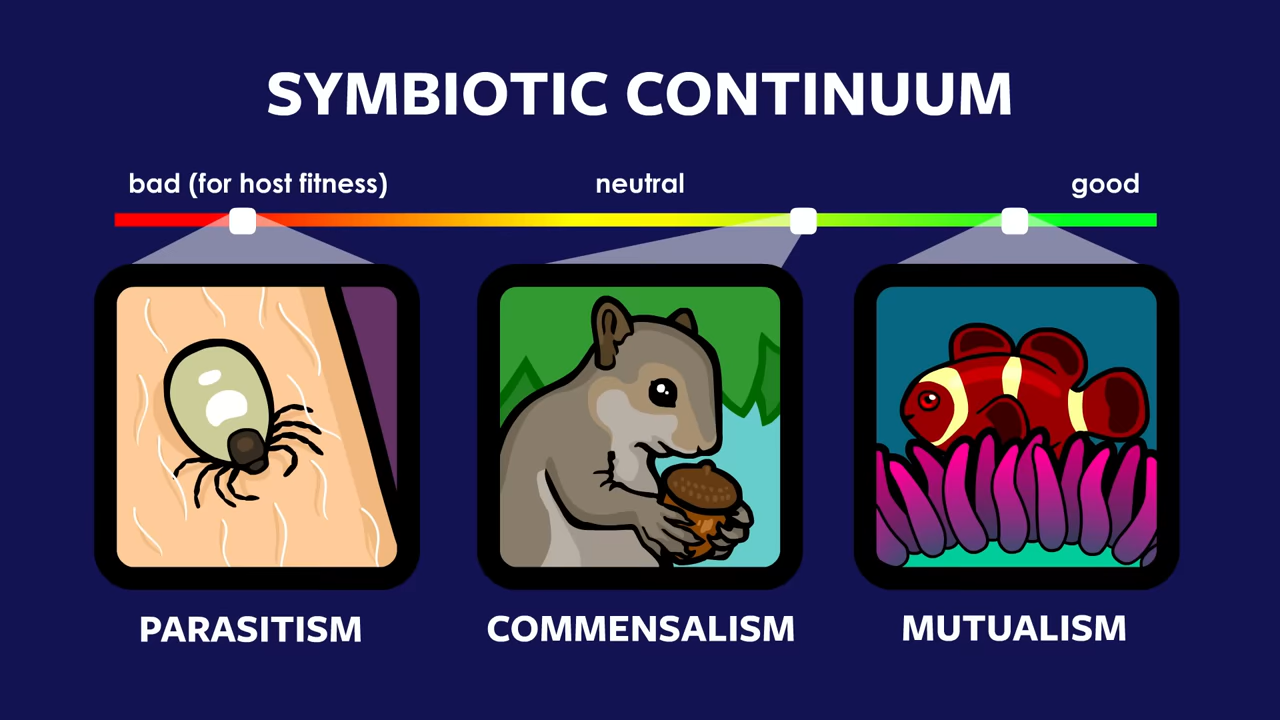 SYMBIOTIC CONTINUUM
bad (for host fitness)
neutral
good
PARASITISM
COMMENSALISM
MUTUALISM